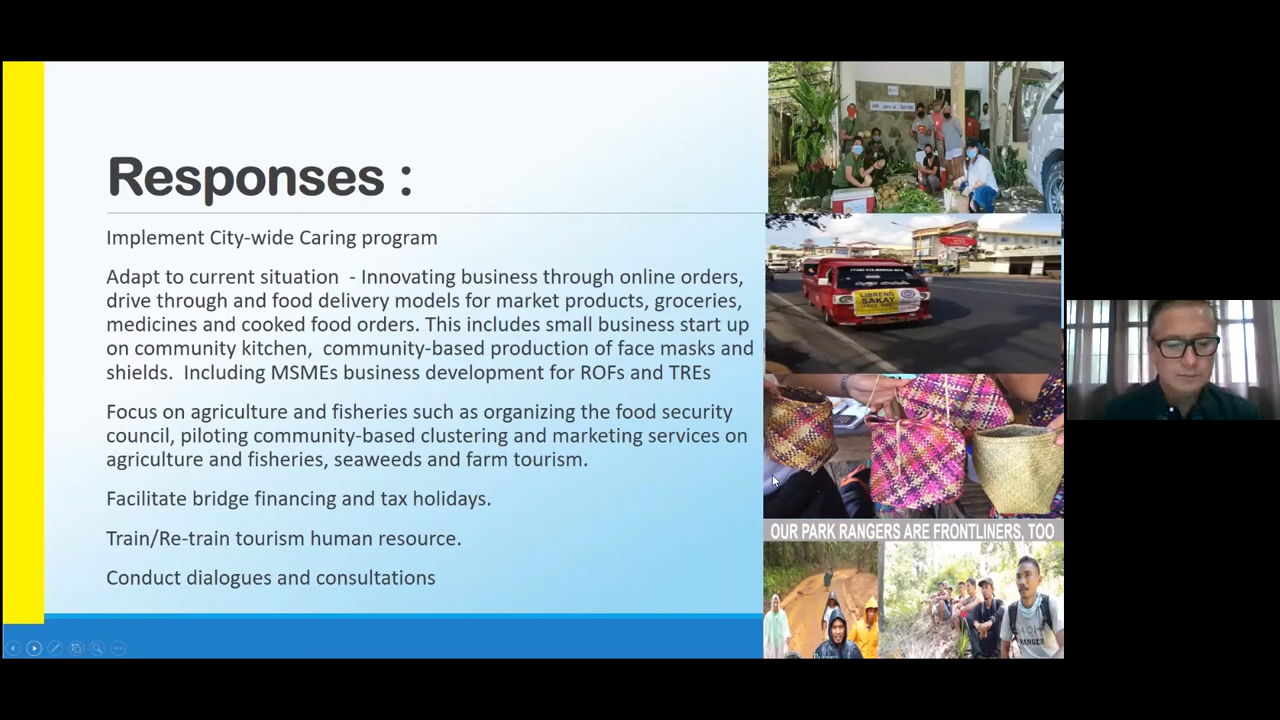 Responses :
Implement City-wide Caring program
Adapt to current situation - Innovating business through online orders,
drive through and food delivery models for market products, groceries,
medicines and cooked food orders. This includes small business start up
on community kitchen, community-based production of face masks and
shields. Including MSMEs business development for ROFs and TREs
Focus on agriculture and fisheries such as organizing the food security
council, piloting community-based clustering and marketing services on
agriculture and fisheries, seaweeds and farm tourism.
Facilitate bridge financing and tax holidays.
Train/Re-train tourism human resource.
Conduct dialogues and consultations
LIBRENG
SAKAY
OUR PARK RANGERS ARE FRONTLINERS, TOO
RANGER